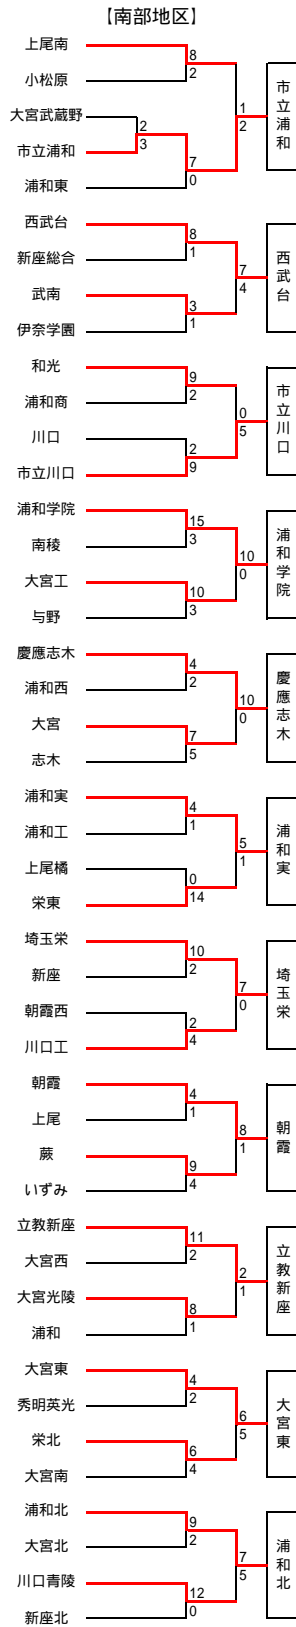 【南部地区】
上尾南
8
小松原
2
大宮武蔵野
2
市立浦和
3
7
浦和東
0
1
2
市立浦和
西武台
8
新座総合
1
武南
3
伊奈学園
1
7
4
西武台
和光
9
浦和商
2
川口
2
市立川口
9
0
5
市立川口
浦和学院
15
南稜
3
大宮工
10
与野
3
10
0
浦和学院
慶應志木
4
浦和西
2
大宮
7
志木
5
10
0
慶應志木
浦和実
4
浦和工
1
上尾橘
0
栄東
14
5
1
浦和実
埼玉栄
10
新座
2
朝霞西
2
川口工
4
7
0
埼玉栄
朝霞
4
上尾
1
蕨
9
いずみ
4
8
1
朝霞
立教新座
11
大宮西
2
大宮光陵
8
浦和
1
2
1
立教新座
大宮東
4
秀明英光
2
栄北
6
大宮南
4
6
5
大宮東
浦和北
9
大宮北
2
川口青陵
12
新座北
0
7
5
浦和北